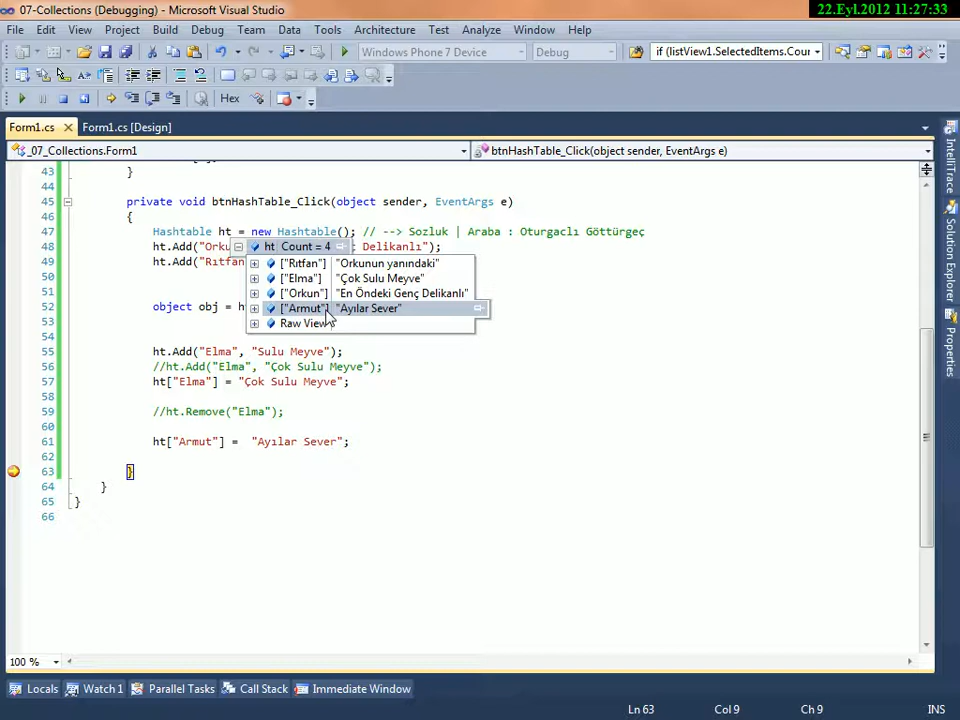 07-Collections (Debugging) - Microsoft Visual Studio
22.Eyl.2012 11:27:33
File Edit View Project Build Debug Team Data Tools Architecture Test Analyze Window Help
Windows Phone 7 Device Debug if (listView1.SelectedItems.Cour
Hex
Form1.cs Form1.cs [Design]
_07_Collections.Form1 btnHashTable_Click(object sender, EventArgs e)
43 }
44
45 private void btnHashTable_Click(object sender, EventArgs e)
46 {
47 Hashtable ht = new Hashtable(); // --> Sozluk | Araba : Oturgaclı Göttürgeç
48 ht.Add("Orku ht Count = 4 Delikanlı");
49 ht.Add("Rıtfan
["Rıtfan"] "Orkunun yanındaki"
["Elma"] "Çok Sulu Meyve"
["Orkun"] "En Öndeki Genç Delikanlı"
52 object obj = h
["Armut"] "Ayılar Sever"
53 Raw View
54
55 ht.Add("Elma", "Sulu Meyve");
56 //ht.Add("Elma", "Çok Sulu Meyve");
57 ht["Elma"] = "Çok Sulu Meyve";
58
59 //ht.Remove("Elma");
60
61 ht["Armut"] = "Ayılar Sever";
62
63 }
64 }
65 }
66
100 %
Locals Watch 1 Parallel Tasks Call Stack Immediate Window
Ln 63 Col 9 Ch 9 INS
IntelliTrace
Properties